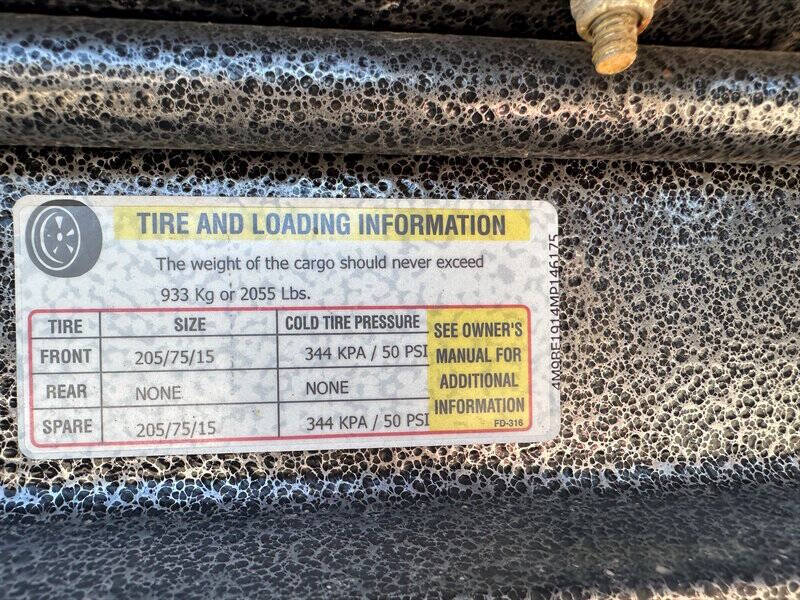 TIRE AND LOADING INFORMATION
The weight of the cargo should never exceed
933 Kg or 2055 Lbs.
TIRE SIZE COLD TIRE PRESSURE
FRONT 205/75/15 344 KPA / 50 PSI
REAR NONE NONE
SPARE 205/75/15 344 KPA / 50 PSI
SEE OWNER'S
MANUAL FOR
ADDITIONAL
INFORMATION
FD-316